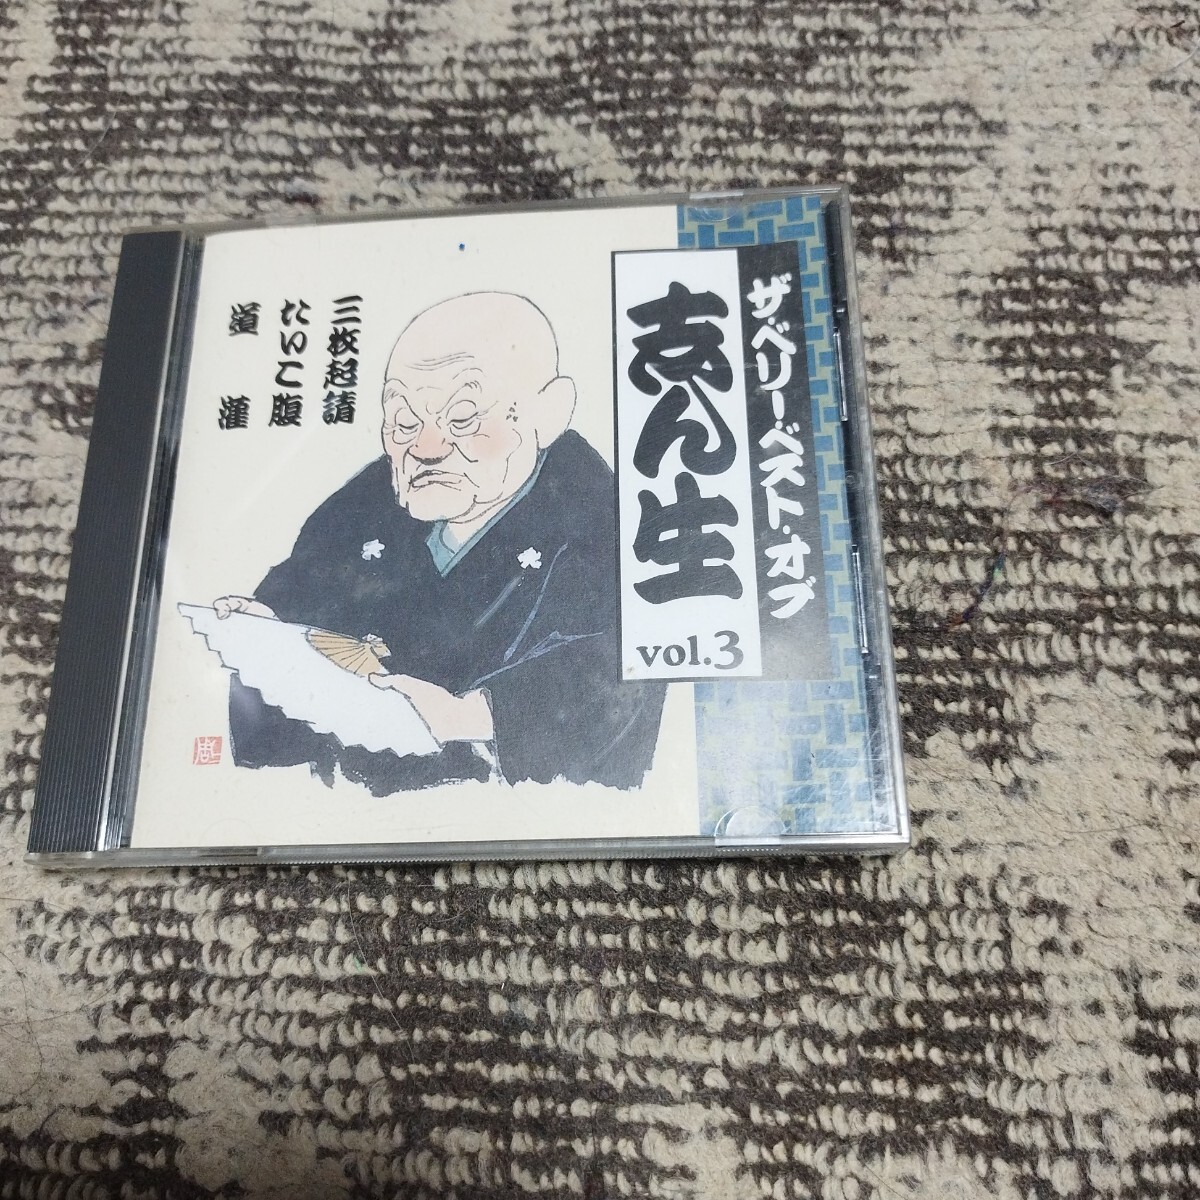 ザ・ベリー・ベスト・オブ
志ん生
vol.3
三枚起請
たいこ腹
道灌